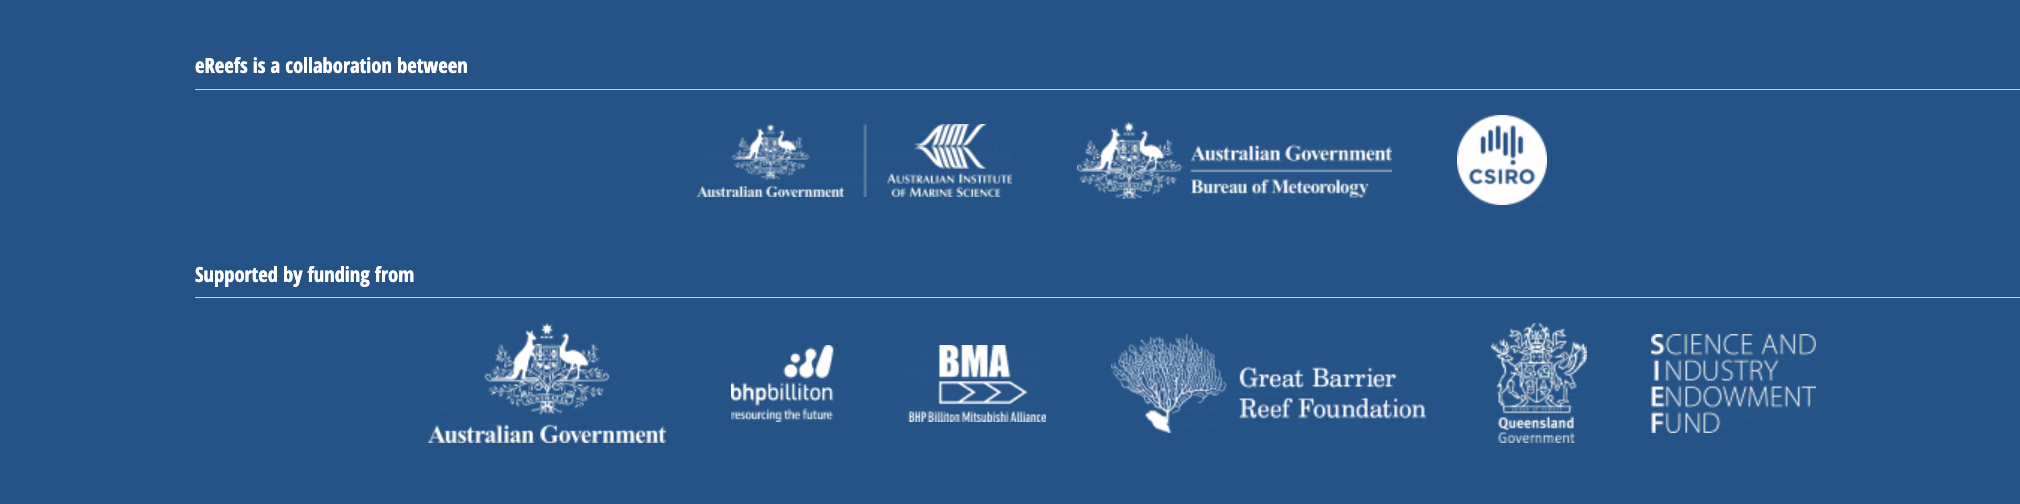 eReefs is a collaboration between
Australian Government
AUSTRALIAN INSTITUTE
OF MARINE SCIENCE
Australian Government
Bureau of Meteorology
CSIRO
Supported by funding from
Australian Government
bhpbilliton
resourcing the future
BMA
BHP Billiton Mitsubishi Alliance
Great Barrier
Reef Foundation
Queensland
Government
SCIENCE AND
INDUSTRY
ENDOWMENT
FUND